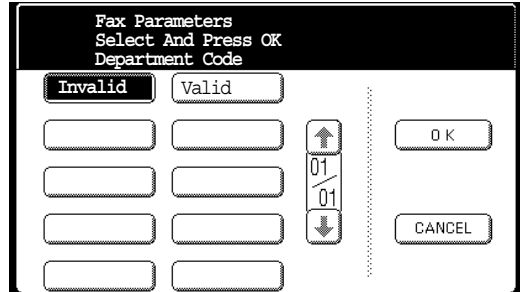 Fax Parameters
Select And Press OK
Department Code
Invalid Valid
OK
01
01
CANCEL